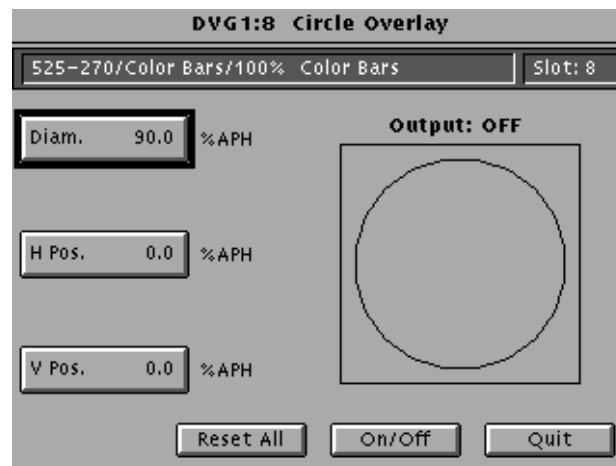 DVG1:8 Circle Overlay
525-270/Color Bars/100% Color Bars Slot: 8
Output: OFF
Diam. 90.0 %APH
H Pos. 0.0 %APH
V Pos. 0.0 %APH
Reset All On/Off Quit